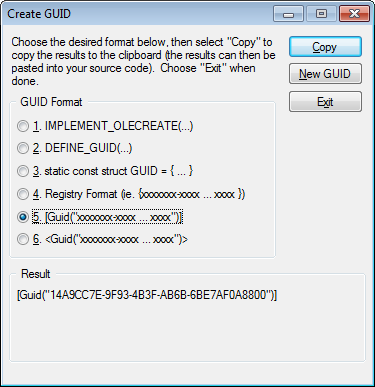 Create GUID
Choose the desired format below, then select "Copy" to
copy the results to the clipboard (the results can then be
pasted into your source code).  Choose "Exit" when
done.
Copy
New GUID
Exit
GUID Format
1. IMPLEMENT_OLECREATE(...)
2. DEFINE_GUID(...)
3. static const struct GUID = { ... }
4. Registry Format (ie. {xxxxxxx-xxxx ... xxxx })
5. [Guid("xxxxxxx-xxxx ... xxxx")]
6. <Guid("xxxxxxx-xxxx ... xxxx")>
Result
[Guid("14A9CC7E-9F93-4B3F-AB6B-6BE7AF0A8800")]